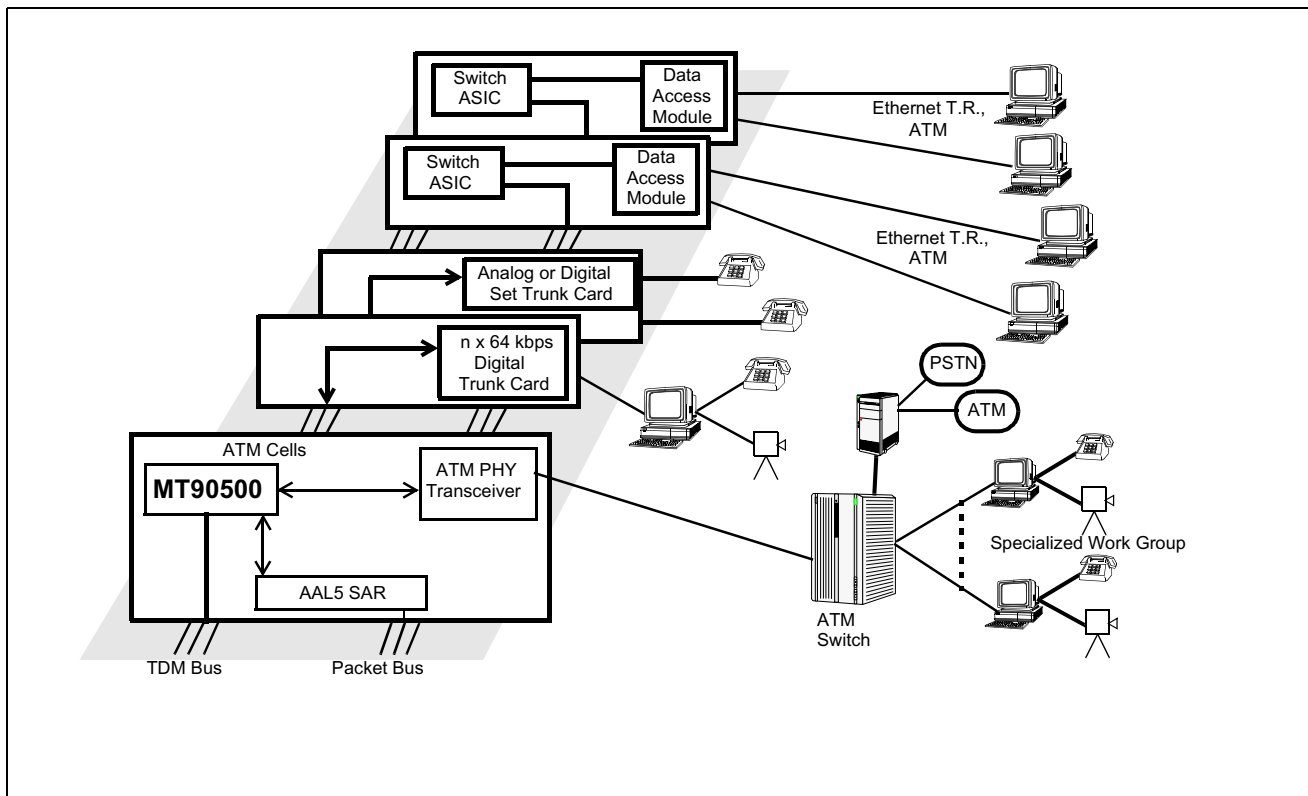 Switch
ASIC
Data
Access
Module
Ethernet T.R.,
ATM
Switch
ASIC
Data
Access
Module
Ethernet T.R.,
ATM
Analog or Digital
Set Trunk Card
n x 64 kbps
Digital
Trunk Card
PSTN
ATM
ATM Cells
MT90500
ATM PHY
Transceiver
AAL5 SAR
Specialized Work Group
ATM
Switch
TDM Bus
Packet Bus